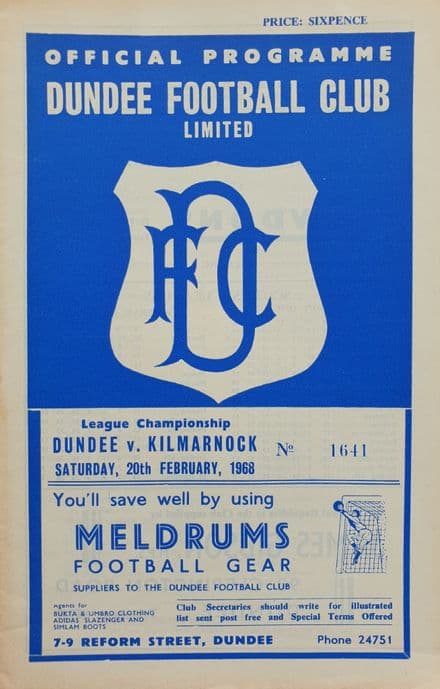 PRICE: SIXPENCE
OFFICIAL PROGRAMME
DUNDEE FOOTBALL CLUB
LIMITED
DFC
League Championship
DUNDEE v. KILMARNOCK
SATURDAY, 20th FEBRUARY, 1968
No 1641
You'll save well by using
MELDRUMS
FOOTBALL GEAR
SUPPLIERS TO THE DUNDEE FOOTBALL CLUB
Agents for
BUKTA & UMBRO CLOTHING
ADIDAS SLAZENGER AND
SIMLAM BOOTS
Club Secretaries should write for illustrated
list sent post free and Special Terms Offered
7-9 REFORM STREET, DUNDEE Phone 24751